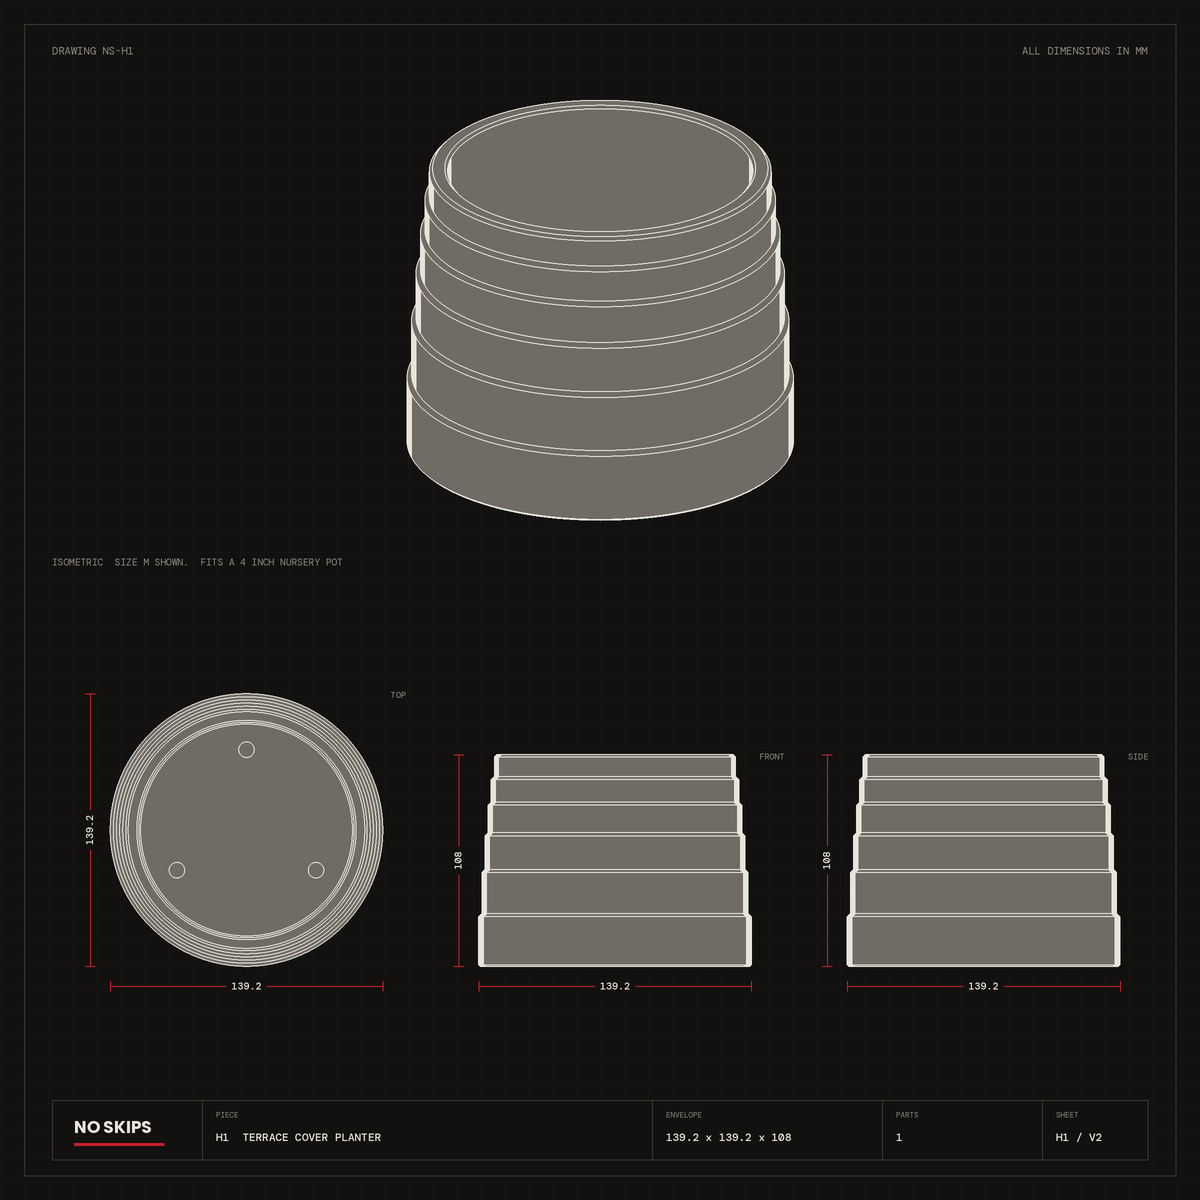 DRAWING NS-H1
ALL DIMENSIONS IN MM
ISOMETRIC  SIZE M SHOWN.  FITS A 4 INCH NURSERY POT
TOP
139.2
139.2
FRONT
108
139.2
SIDE
108
139.2
NO SKIPS
PIECE
H1  TERRACE COVER PLANTER
ENVELOPE
139.2 x 139.2 x 108
PARTS
1
SHEET
H1 / V2